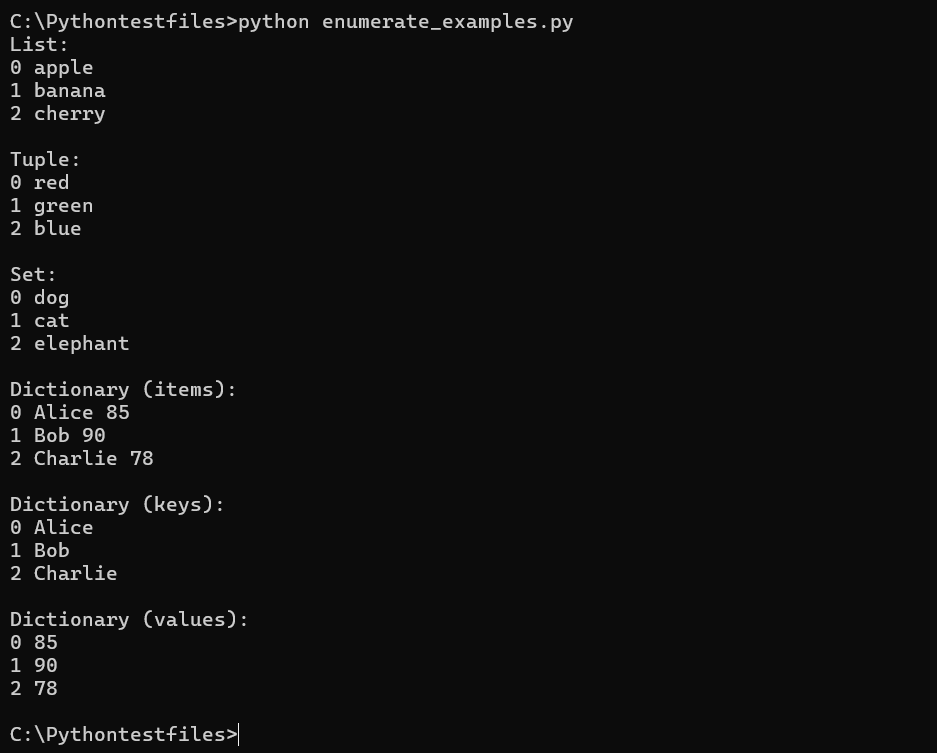 C:\Pythontestfiles>python enumerate_examples.py
List:
0 apple
1 banana
2 cherry

Tuple:
0 red
1 green
2 blue

Set:
0 dog
1 cat
2 elephant

Dictionary (items):
0 Alice 85
1 Bob 90
2 Charlie 78

Dictionary (keys):
0 Alice
1 Bob
2 Charlie

Dictionary (values):
0 85
1 90
2 78

C:\Pythontestfiles>